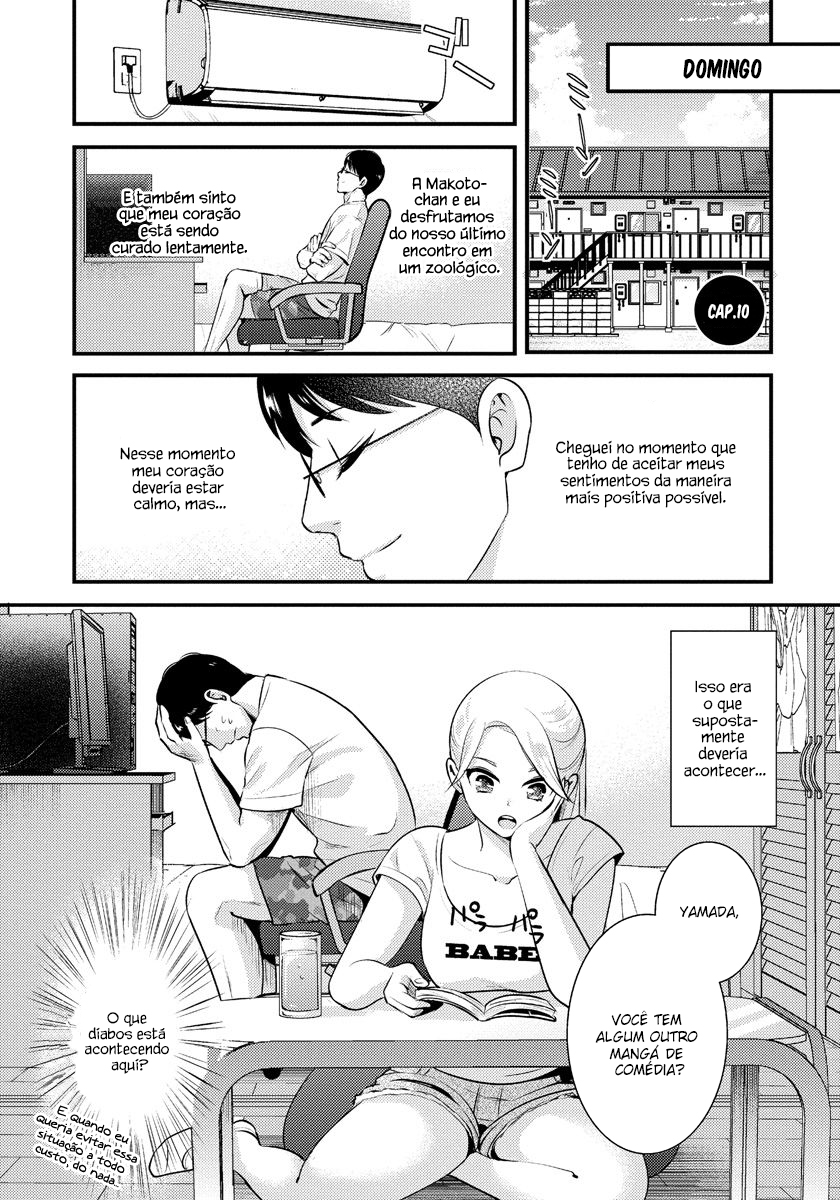 DOMINGO
CAP.10
A Makoto-
chan e eu
desfrutamos
do nosso último
encontro em
um zoológico.
E também sinto
que meu coração
está sendo
curado lentamente.
Cheguei no momento que
tenho de aceitar meus
sentimentos da maneira
mais positiva possível.
Nesse momento
meu coração
deveria estar
calmo, mas...
Isso era
o que
suposta-
mente
deveria
acontecer...
YAMADA,
VOCÊ TEM
ALGUM OUTRO
MANGÁ DE
COMÉDIA?
BABE
O que
diabos está
acontecendo
aqui?
E quando eu
queria evitar essa
situação a todo
custo, do nada...